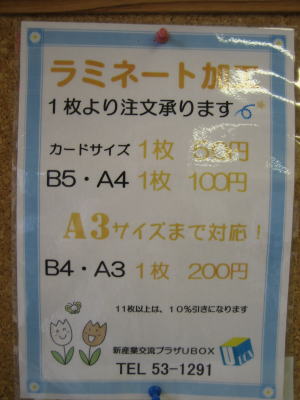 ラミネート加工
1枚より注文承ります
カードサイズ 1枚 50円
B5・A4 1枚 100円
A3サイズまで対応！
B4・A3 1枚 200円
11枚以上は、10％引きになります
新産業交流プラザUBOX
TEL 53-1291